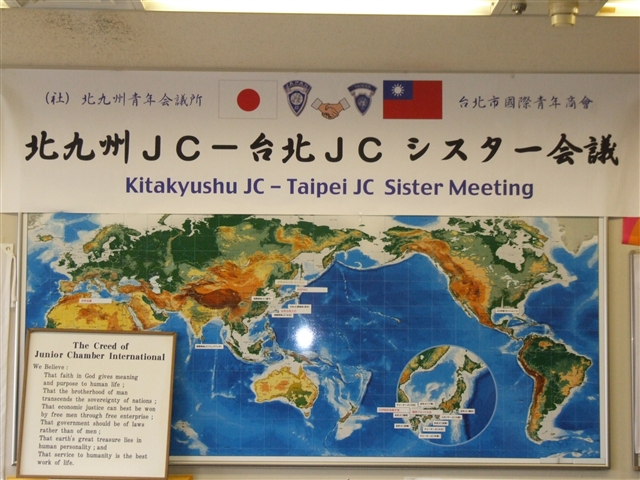 (社) 北九州青年会議所
台北市國際青年商會
北九州JC－台北JC シスター会議
Kitakyushu JC – Taipei JC Sister Meeting
The Creed of
Junior Chamber International
We Believe :
That faith in God gives meaning
and purpose to human life ;
That the brotherhood of man
transcends the sovereignty of nations ;
That economic justice can best be won
by free men through free enterprise ;
That government should be of laws
rather than of men ;
That earth's great treasure lies in
human personality ; and
That service to humanity is the best
work of life.